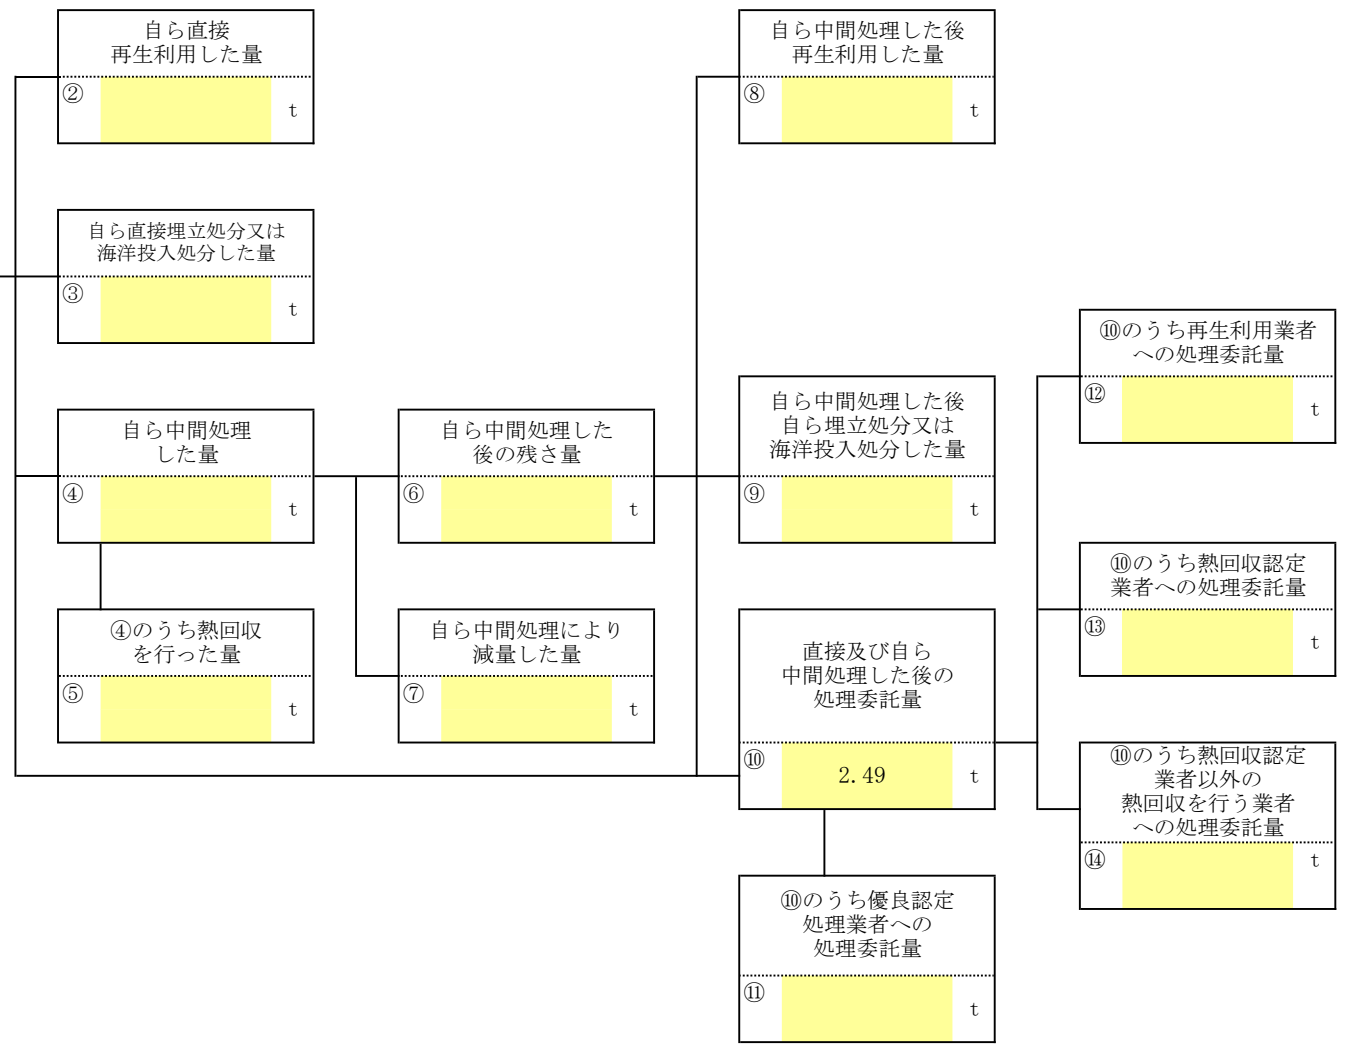 自ら直接
再生利用した量
②
t
自ら中間処理した後
再生利用した量
⑧
t
自ら直接埋立処分又は
海洋投入処分した量
③
t
⑩のうち再生利用業者
への処理委託量
⑫
t
自ら中間処理
した量
④
t
自ら中間処理した
後の残さ量
⑥
t
自ら中間処理した後
自ら埋立処分又は
海洋投入処分した量
⑨
t
⑩のうち熱回収認定
業者への処理委託量
⑬
t
④のうち熱回収
を行った量
⑤
t
自ら中間処理により
減量した量
⑦
t
直接及び自ら
中間処理した後の
処理委託量
⑩
2.49 t
⑩のうち熱回収認定
業者以外の
熱回収を行う業者
への処理委託量
⑭
t
⑩のうち優良認定
処理業者への
処理委託量
⑪
t